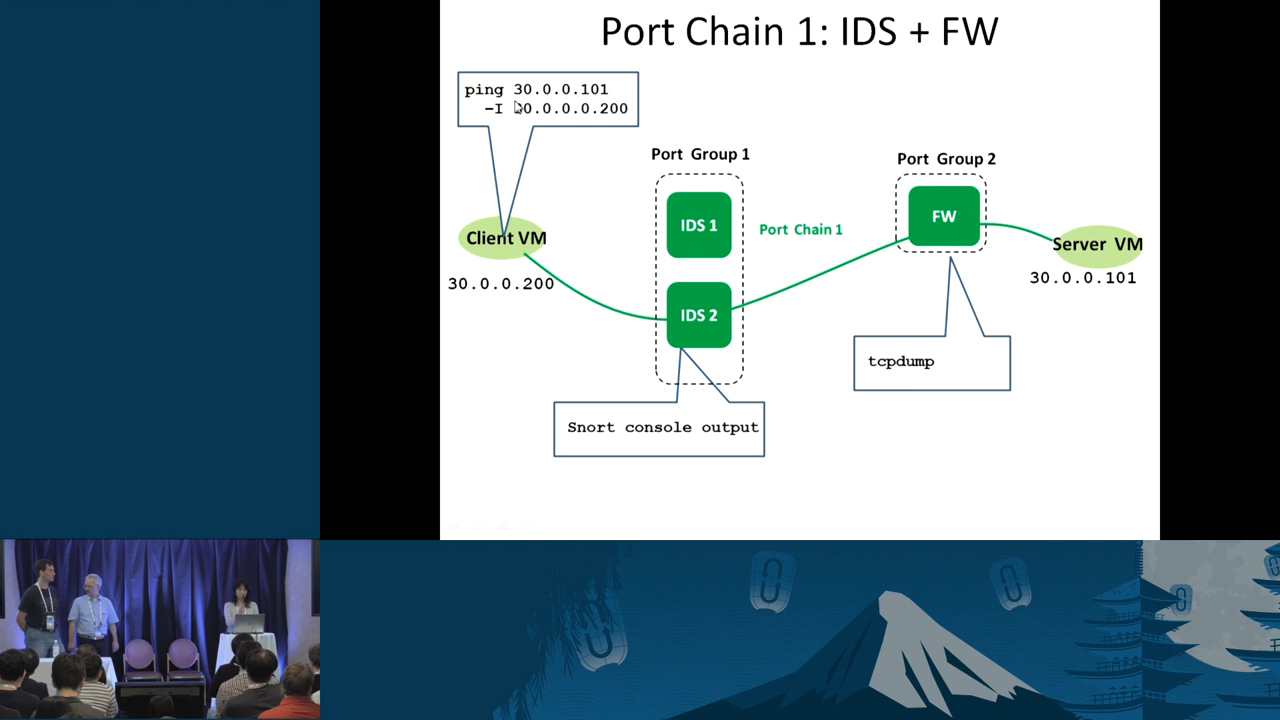 Port Chain 1: IDS + FW
ping 30.0.0.101
-I 30.0.0.0.200
Port Group 1
Port Group 2
IDS 1
FW
Port Chain 1
Client VM
Server VM
30.0.0.200
30.0.0.101
IDS 2
tcpdump
Snort console output